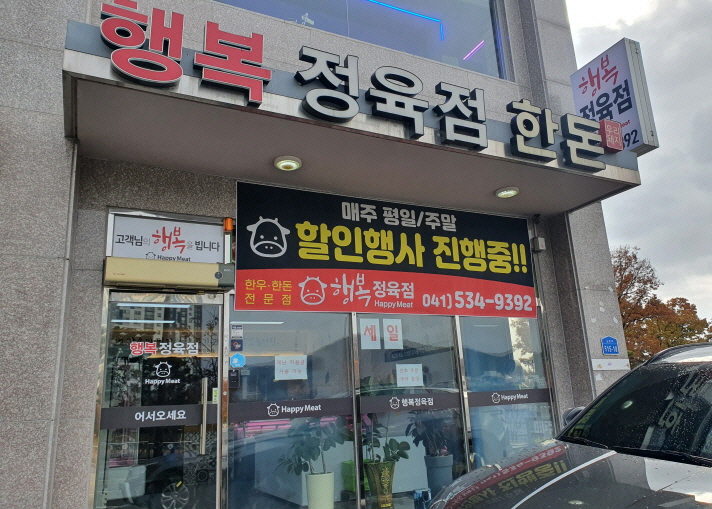 행복 정육점 한돈
우리돼지
행복
정육점
매주 평일/주말
할인행사 진행중!!
한우·한돈
전문점
행복정육점
Happy Meat
041) 534-9392
고객님의 행복을 빕니다
Happy Meat
행복정육점
Happy Meat
어서오세요
세일
Happy Meat
행복정육점
Happy Meat